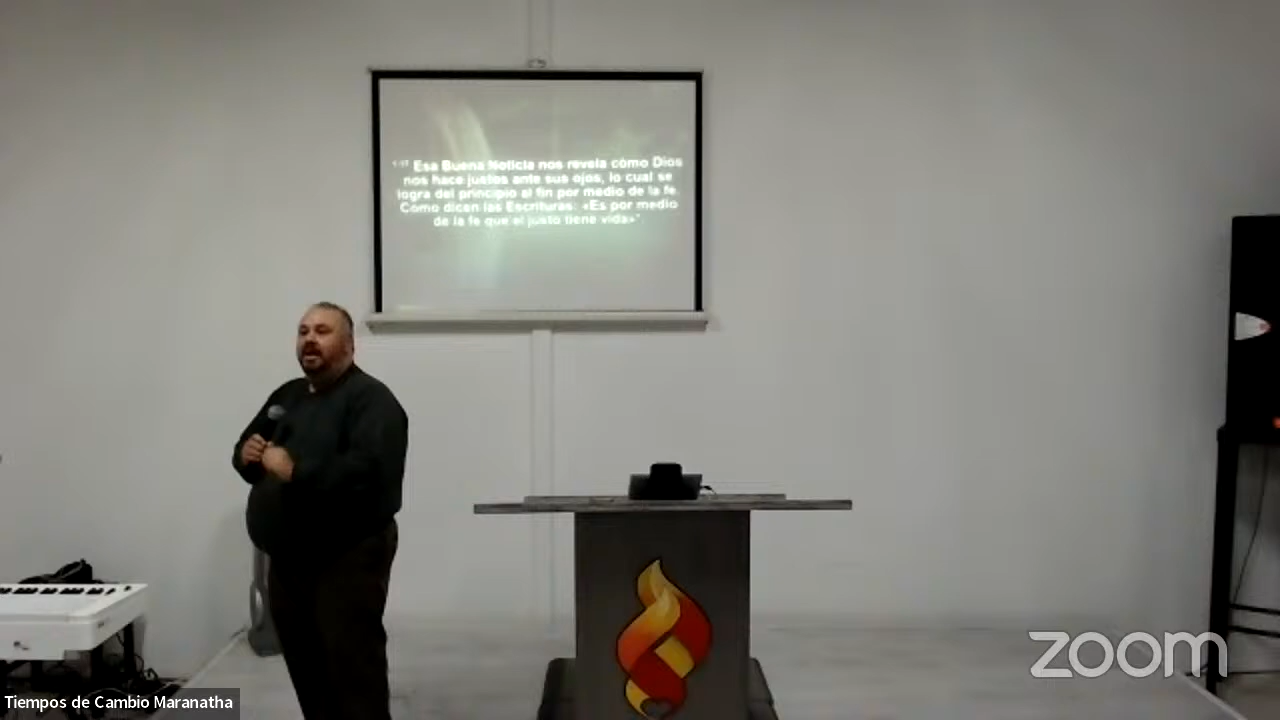 1:17 Esa Buena Noticia nos revela cómo Dios
nos hace justos ante sus ojos, lo cual se
logra del principio al fin por medio de la fe.
Como dicen las Escrituras: «Es por medio
de la fe que el justo tiene vida»".
zoom
Tiempos de Cambio Maranatha